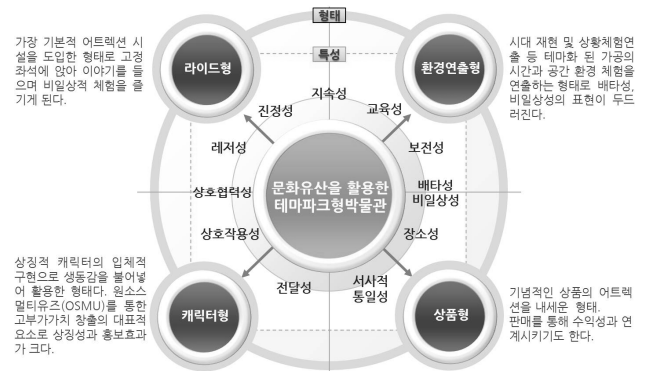 형태
특성
가장 기본적 어트렉션 시
설을 도입한 형태로 고정
좌석에 앉아 이야기를 들
으며 비일상적 체험을 즐
기게 된다.
라이드형
환경연출형
시대 재현 및 상황체험연
출 등 테마화 된 가공의
시간과 공간 환경 체험을
연출하는 형태로 배타성,
비일상성의 표현이 두드
러진다.
지속성
진정성
교육성
레저성
보전성
상호협력성
문화유산을 활용한
테마파크형박물관
배타성
비일상성
상호작용성
장소성
전달성
서사적
통일성
상징적 캐릭터의 입체적
구현으로 생동감을 불어넣
어 활용한 형태다. 원소스
멀티유즈(OSMU)를 통한
고부가가치 창출의 대표적
요소로 상징성과 홍보효과
가 크다.
캐릭터형
상품형
기념적인 상품의 어트렉
션을 내세운 형태.
판매를 통해 수익성과 연
계시키기도 한다.